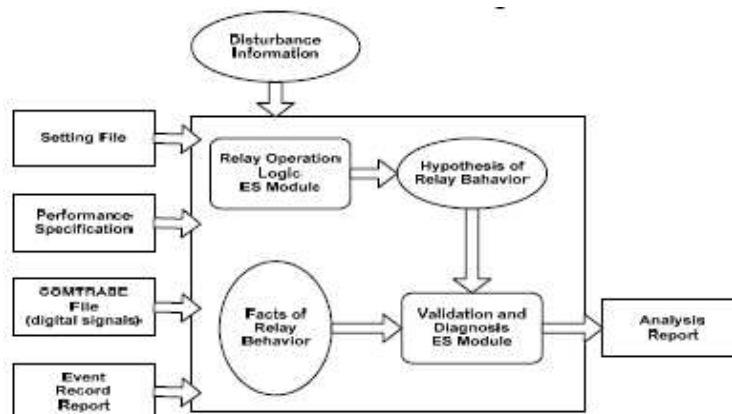 Disturbance
Information
Setting File
Relay Operation
Logic
ES Module
Hypothesis of
Relay Bahavior
Performance
Specification
COMTRADE
File
(digital signals)
Facts of
Relay
Behavior
Validation and
Diagnosis
ES Module
Analysis
Report
Event
Record
Report